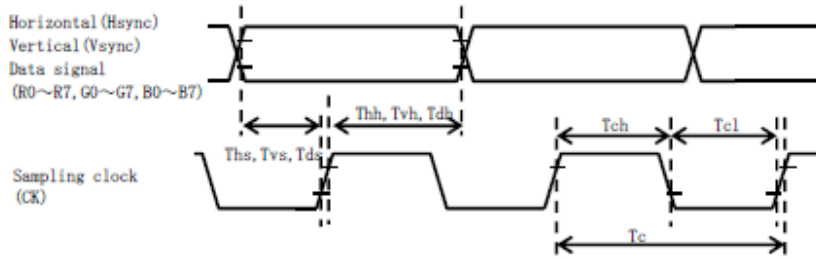 Horizontal(Hsync)
Vertical(Vsync)
Data signal
(R0～R7,G0～G7,B0～B7)
Thh,Tvh,Tdh
Tch
Tcl
Ths,Tvs,Tds
Sampling clock
(CK)
Tc